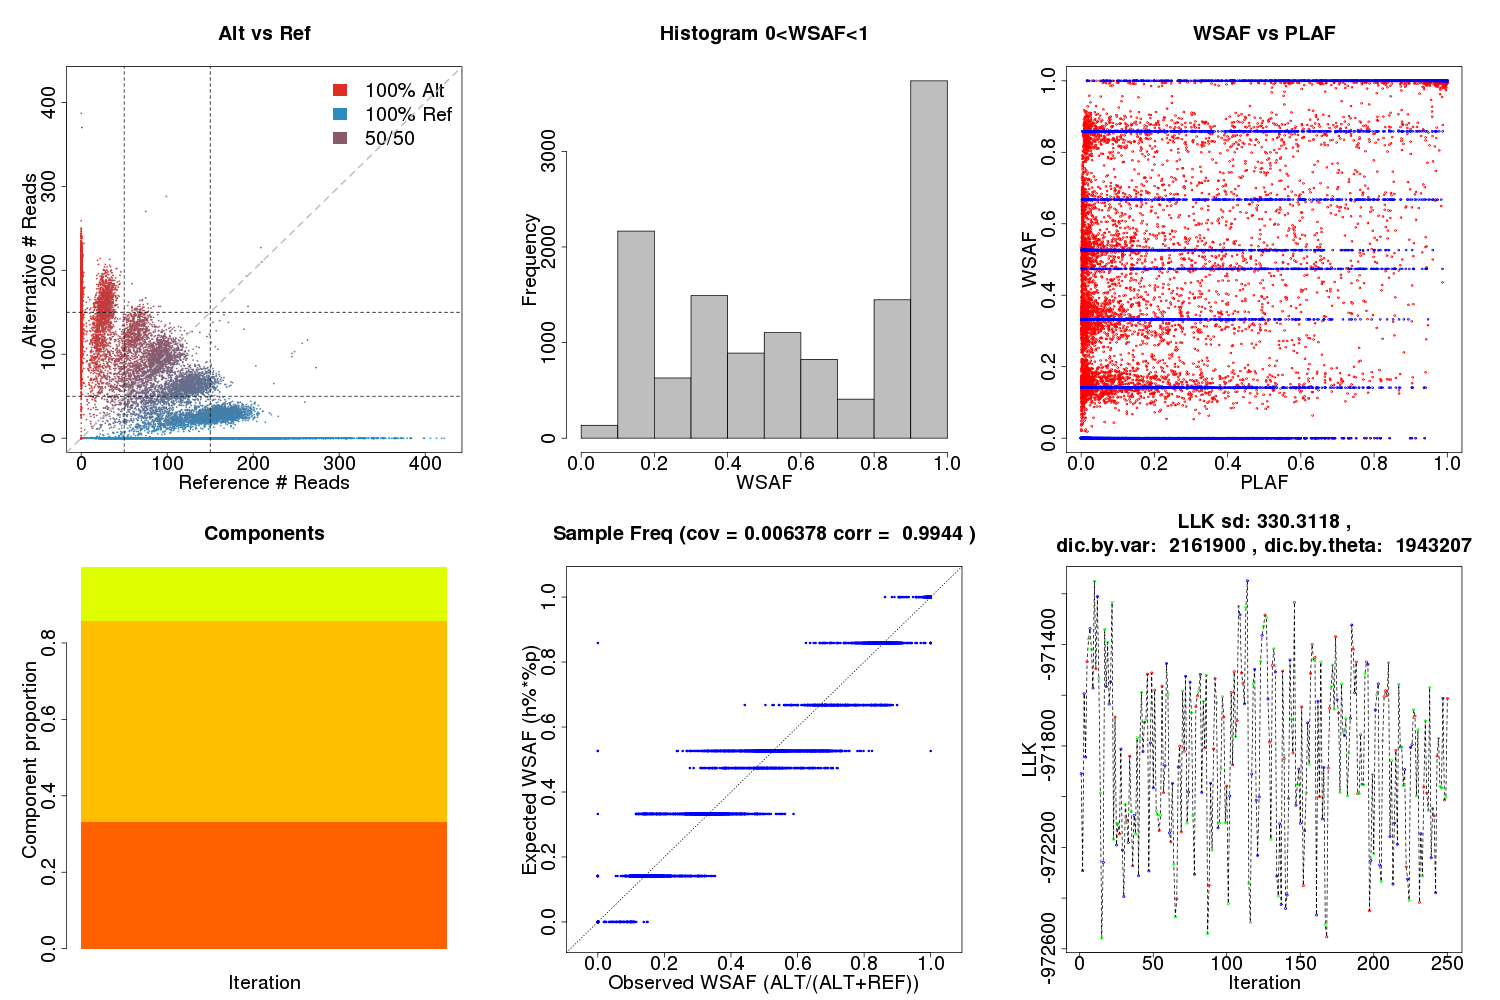 Alt vs Ref
100% Alt
100% Ref
50/50
Alternative # Reads
0 100 200 300 400
0 100 200 300 400
Reference # Reads
Histogram 0<WSAF<1
Frequency
0 1000 2000 3000
0.0 0.2 0.4 0.6 0.8 1.0
WSAF
WSAF vs PLAF
WSAF
0.0 0.2 0.4 0.6 0.8 1.0
0.0 0.2 0.4 0.6 0.8 1.0
PLAF
Components
Component proportion
0.0 0.2 0.4 0.6 0.8
Iteration
Sample Freq (cov = 0.006378 corr = 0.9944 )
Expected WSAF (h%*%p)
0.0 0.2 0.4 0.6 0.8 1.0
0.0 0.2 0.4 0.6 0.8 1.0
Observed WSAF (ALT/(ALT+REF))
LLK sd: 330.3118 ,
dic.by.var: 2161900 , dic.by.theta: 1943207
LLK
-972600 -972200 -971800 -971400
0 50 100 150 200 250
Iteration